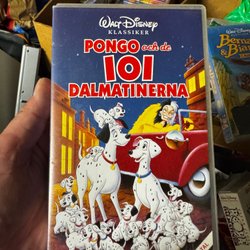 WALT DISNEY
KLASSIKER
PONGO och de
101
DALMATINERNA